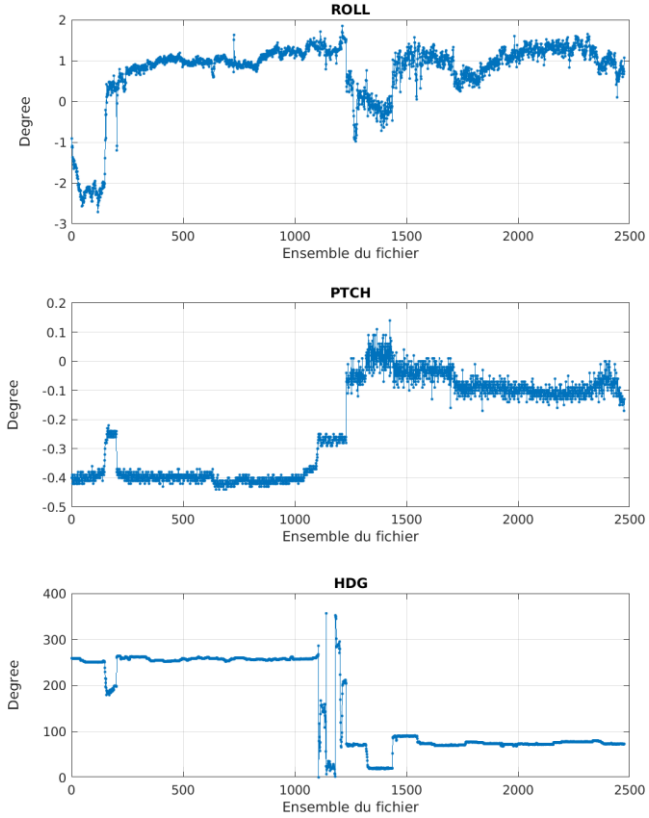 ROLL
2
1
0
-1
-2
-3
Degree
0 500 1000 1500 2000 2500
Ensemble du fichier
PTCH
0.2
0.1
0
-0.1
-0.2
-0.3
-0.4
-0.5
Degree
0 500 1000 1500 2000 2500
Ensemble du fichier
HDG
400
300
200
100
0
Degree
0 500 1000 1500 2000 2500
Ensemble du fichier